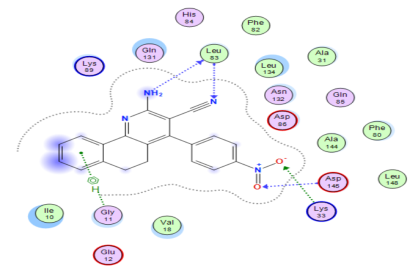 His
84
Phe
82
Gln
131
Leu
83
Ala
31
Lys
89
Leu
134
Asn
132
Gln
85
NH₂
N
N
Asp
86
Phe
80
Ala
144
O⁻
N⁺
O
Asp
145
Leu
148
H
Lys
33
Ile
10
Gly
11
Val
18
Glu
12